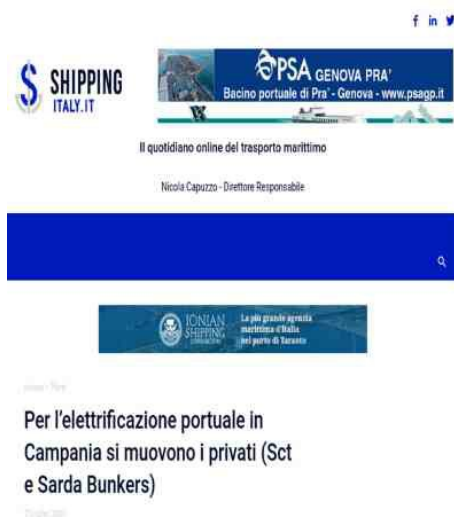 f in
$ SHIPPING
ITALY.IT
PSA GENOVA PRA'
Bacino portuale di Pra' - Genova - www.psagp.it
Il quotidiano online del trasporto marittimo
Nicola Capuzzo - Direttore Responsabile
IONIAN
SHIPPING
La più grande agenzia
marittima d'Italia
nel porto di Taranto
Per l'elettrificazione portuale in
Campania si muovono i privati (Sct
e Sarda Bunkers)